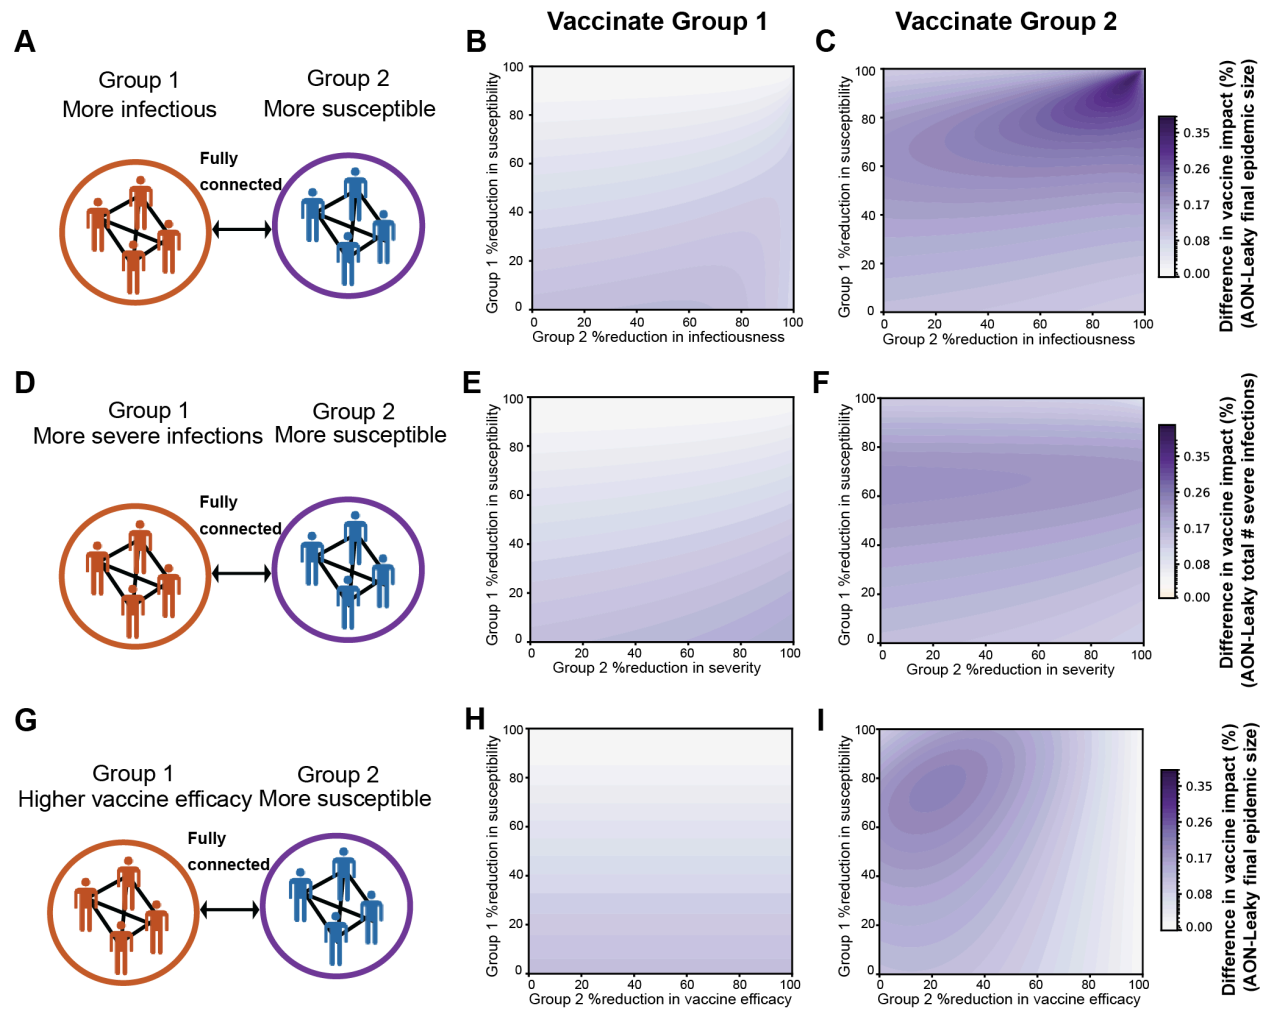 Vaccinate Group 1
Vaccinate Group 2
A
Group 1
More infectious
Group 2
More susceptible
Fully
connected
B
Group 1 %reduction in susceptibility
100
80
60
40
20
0
0 20 40 60 80 100
Group 2 %reduction in infectiousness
C
Group 1 %reduction in susceptibility
100
80
60
40
20
0
0 20 40 60 80 100
Group 2 %reduction in infectiousness
0.35
0.26
0.17
0.08
0.00
Difference in vaccine impact (%)
(AON-Leaky final epidemic size)
D
Group 1
More severe infections
Group 2
More susceptible
Fully
connected
E
Group 1 %reduction in susceptibility
100
80
60
40
20
0
0 20 40 60 80 100
Group 2 %reduction in severity
F
Group 1 %reduction in susceptibility
100
80
60
40
20
0
0 20 40 60 80 100
Group 2 %reduction in severity
0.35
0.26
0.17
0.08
0.00
Difference in vaccine impact (%)
(AON-Leaky total # severe infections)
G
Group 1
Higher vaccine efficacy
Group 2
More susceptible
Fully
connected
H
Group 1 %reduction in susceptibility
100
80
60
40
20
0
0 20 40 60 80 100
Group 2 %reduction in vaccine efficacy
I
Group 1 %reduction in susceptibility
100
80
60
40
20
0
0 20 40 60 80 100
Group 2 %reduction in vaccine efficacy
0.35
0.26
0.17
0.08
0.00
Difference in vaccine impact (%)
(AON-Leaky final epidemic size)